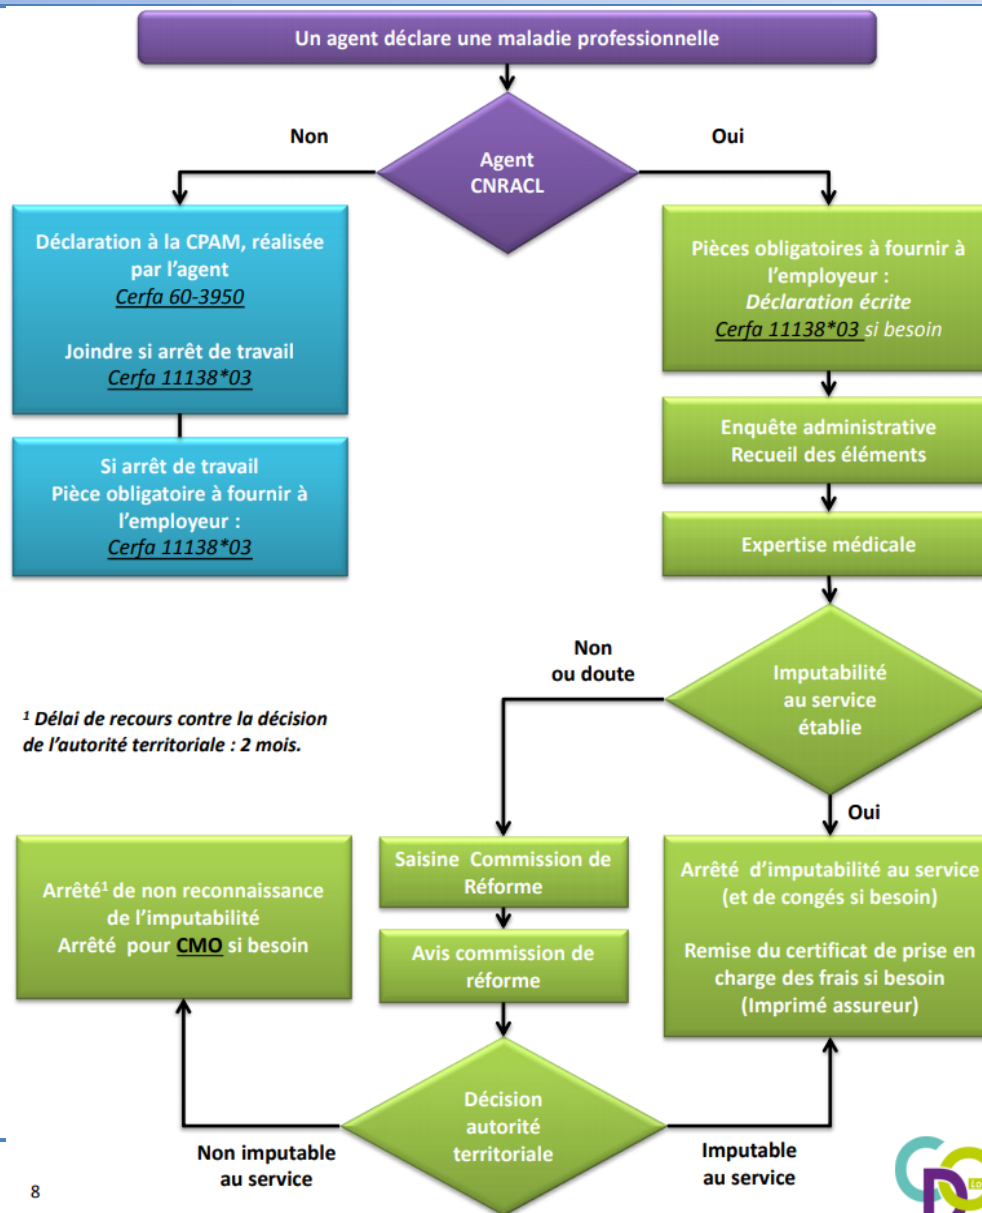 Un agent déclare une maladie professionnelle
Non
Oui
Agent
CNRACL
Déclaration à la CPAM, réalisée
par l’agent
Cerfa 60-3950
Joindre si arrêt de travail
Cerfa 11138*03
Pièces obligatoires à fournir à
l’employeur :
Déclaration écrite
Cerfa 11138*03 si besoin
Si arrêt de travail
Pièce obligatoire à fournir à
l’employeur :
Cerfa 11138*03
Enquête administrative
Recueil des éléments
Expertise médicale
Non
ou doute
Imputabilité
au service
établie
¹ Délai de recours contre la décision
de l’autorité territoriale : 2 mois.
Oui
Arrêté¹ de non reconnaissance
de l’imputabilité
Arrêté pour CMO si besoin
Saisine Commission de
Réforme
Avis commission de
réforme
Arrêté d’imputabilité au service
(et de congés si besoin)
Remise du certificat de prise en
charge des frais si besoin
(Imprimé assureur)
Décision
autorité
territoriale
Non imputable
au service
Imputable
au service
8